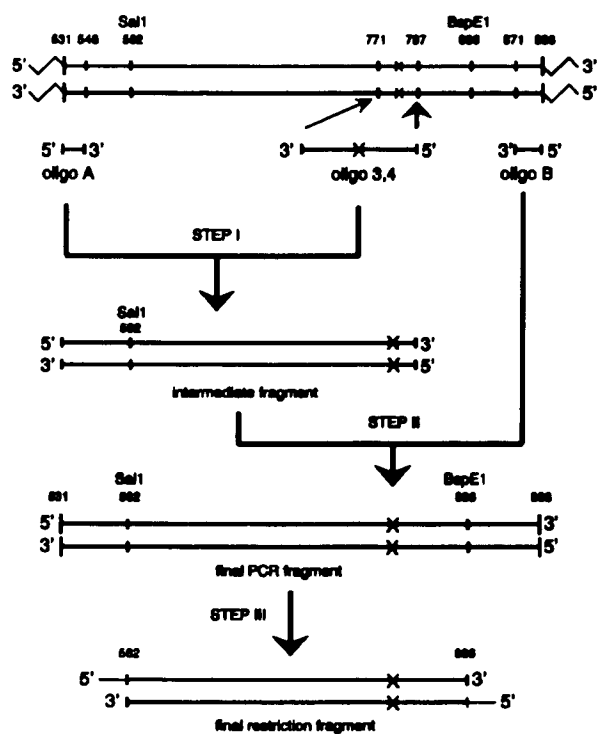 Sal1 BspE1
531 546 562 771 787 866 871 886
5' 3'
3' 5'
5' 3' 3' 5' 3' 5'
oligo A oligo 3,4 oligo B
STEP I
Sal1
562
5' 3'
3' 5'
intermediate fragment
STEP II
Sal1 BspE1
531 562 866 886
5' 3'
3' 5'
final PCR fragment
STEP III
562 866
5' 3'
3' 5'
final restriction fragment